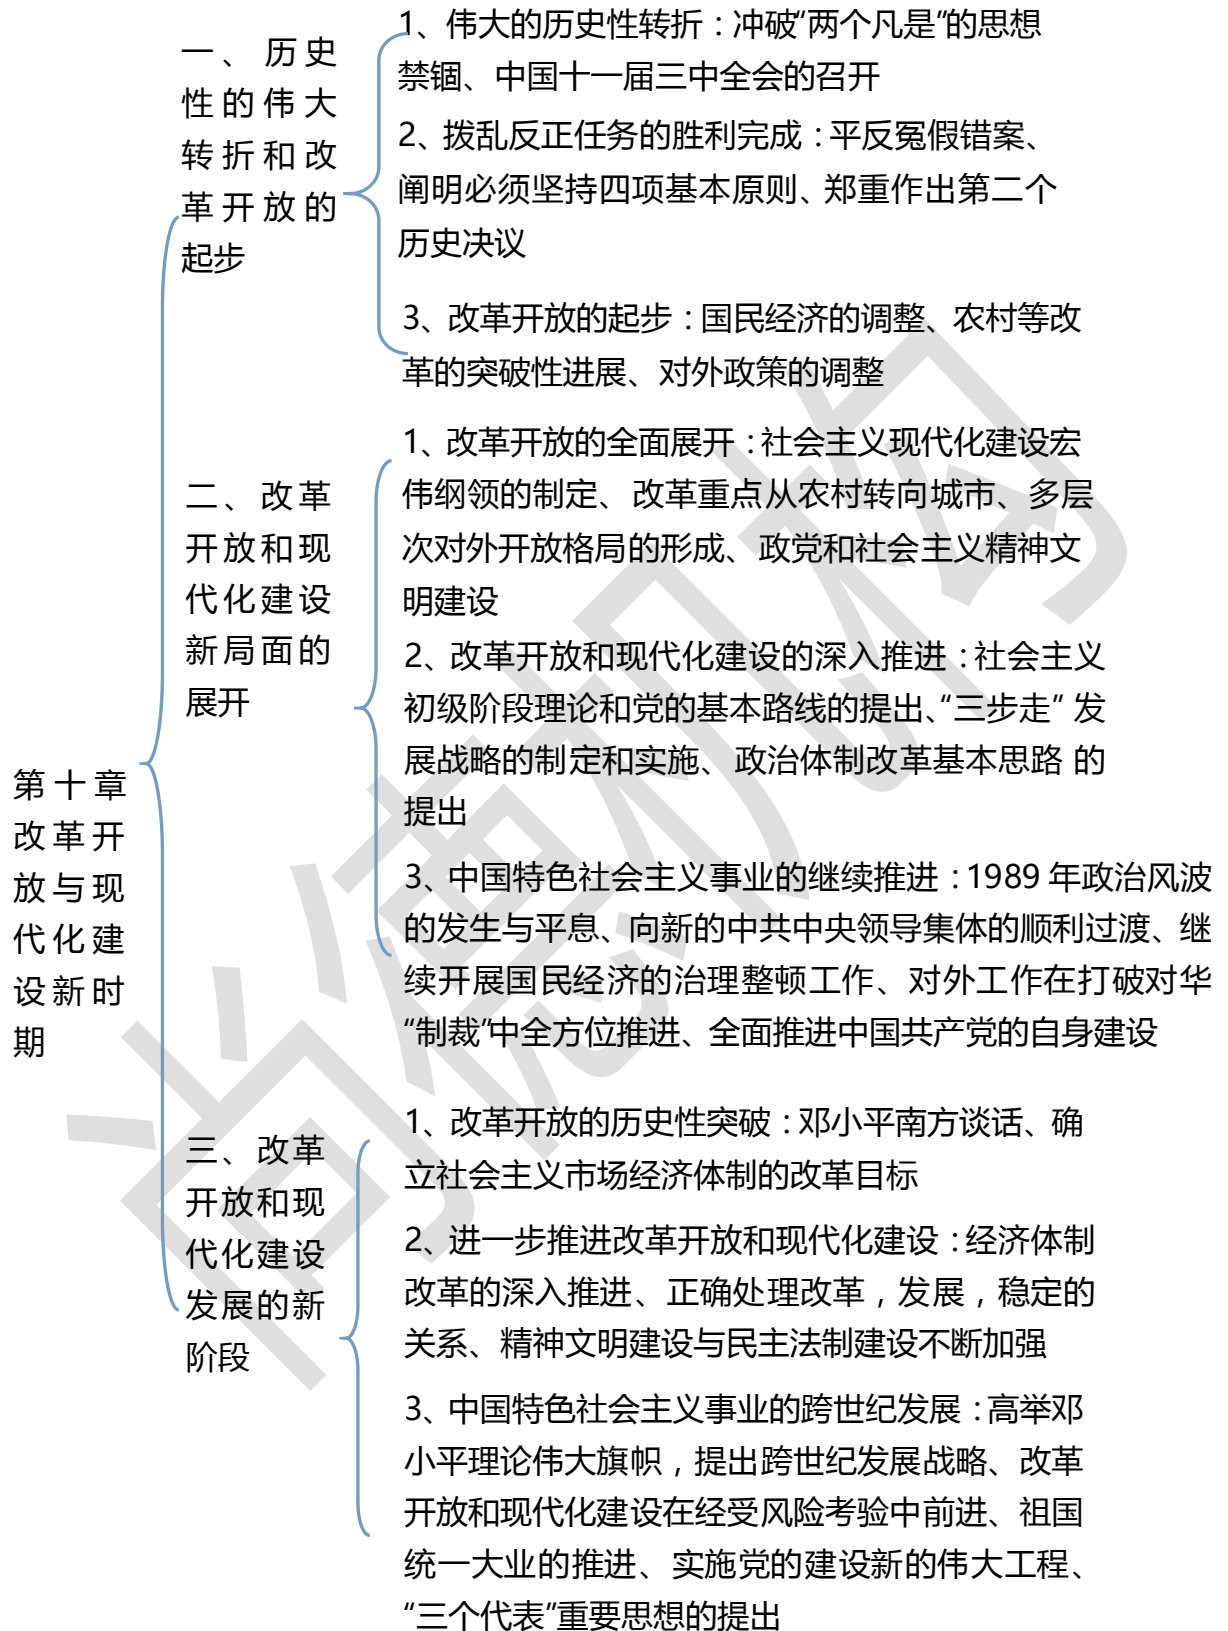 第十章
改革开
放与现
代化建
设新时
期
一、历史
性的伟大
转折和改
革开放的
起步
1、伟大的历史性转折：冲破“两个凡是”的思想
禁锢、中国十一届三中全会的召开
2、拨乱反正任务的胜利完成：平反冤假错案、
阐明必须坚持四项基本原则、郑重作出第二个
历史决议
3、改革开放的起步：国民经济的调整、农村等改
革的突破性进展、对外政策的调整
二、改革
开放和现
代化建设
新局面的
展开
1、改革开放的全面展开：社会主义现代化建设宏
伟纲领的制定、改革重点从农村转向城市、多层
次对外开放格局的形成、政党和社会主义精神文
明建设
2、改革开放和现代化建设的深入推进：社会主义
初级阶段理论和党的基本路线的提出、“三步走”发
展战略的制定和实施、政治体制改革基本思路 的
提出
3、中国特色社会主义事业的继续推进：1989 年政治风波
的发生与平息、向新的中共中央领导集体的顺利过渡、继
续开展国民经济的治理整顿工作、对外工作在打破对华
“制裁”中全方位推进、全面推进中国共产党的自身建设
三、改革
开放和现
代化建设
发展的新
阶段
1、改革开放的历史性突破：邓小平南方谈话、确
立社会主义市场经济体制的改革目标
2、进一步推进改革开放和现代化建设：经济体制
改革的深入推进、正确处理改革，发展，稳定的
关系、精神文明建设与民主法制建设不断加强
3、中国特色社会主义事业的跨世纪发展：高举邓
小平理论伟大旗帜，提出跨世纪发展战略、改革
开放和现代化建设在经受风险考验中前进、祖国
统一大业的推进、实施党的建设新的伟大工程、
“三个代表”重要思想的提出
尚德机构